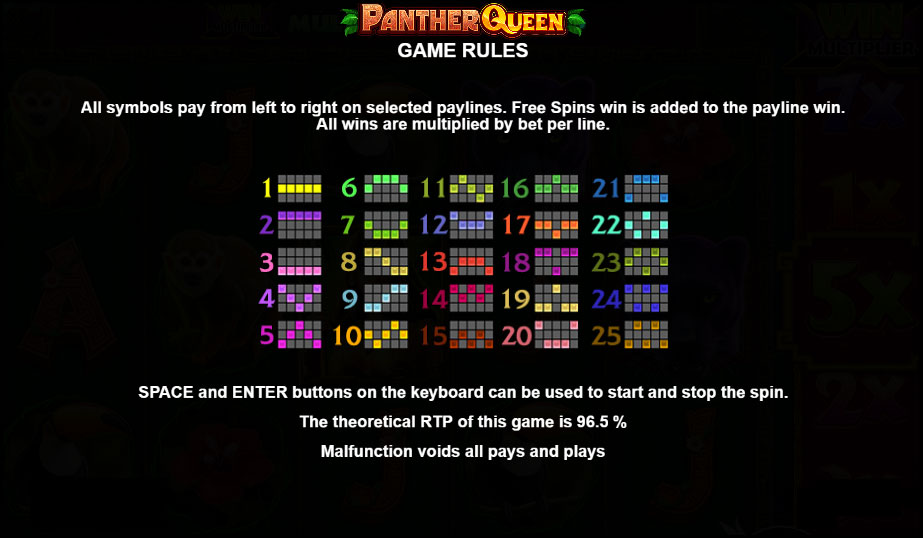 PANTHER QUEEN
GAME RULES
All symbols pay from left to right on selected paylines. Free Spins win is added to the payline win.
All wins are multiplied by bet per line.
1 6 11 16 21
2 7 12 17 22
3 8 13 18 23
4 9 14 19 24
5 10 15 20 25
SPACE and ENTER buttons on the keyboard can be used to start and stop the spin.
The theoretical RTP of this game is 96.5 %
Malfunction voids all pays and plays